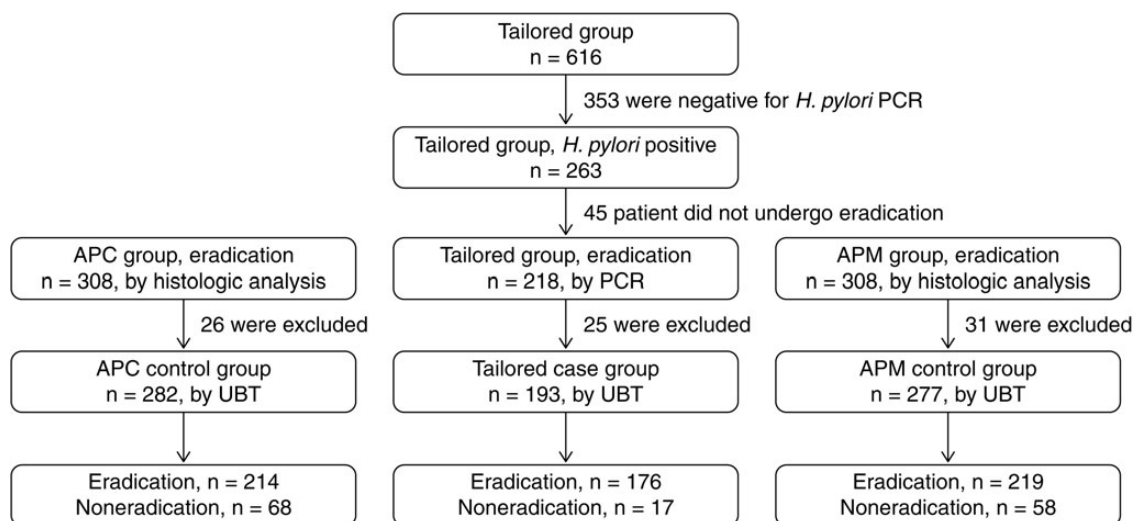 Tailored group
n = 616
353 were negative for H. pylori PCR
Tailored group, H. pylori positive
n = 263
45 patient did not undergo eradication
APC group, eradication
n = 308, by histologic analysis
Tailored group, eradication
n = 218, by PCR
APM group, eradication
n = 308, by histologic analysis
26 were excluded
25 were excluded
31 were excluded
APC control group
n = 282, by UBT
Tailored case group
n = 193, by UBT
APM control group
n = 277, by UBT
Eradication, n = 214
Noneradication, n = 68
Eradication, n = 176
Noneradication, n = 17
Eradication, n = 219
Noneradication, n = 58